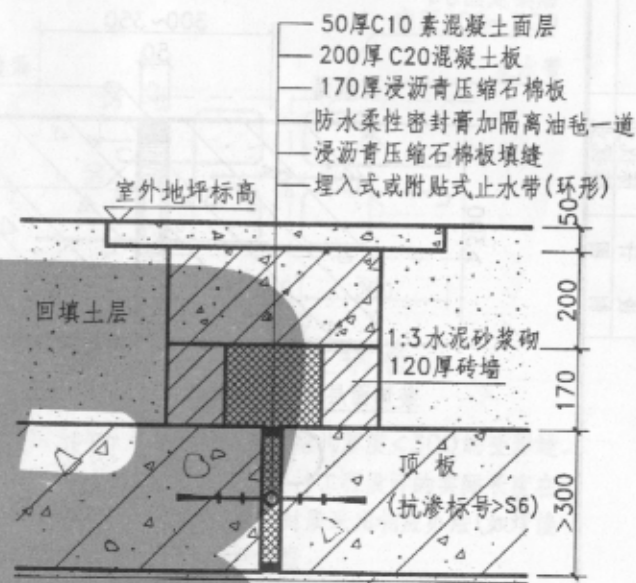 50厚C10素混凝土面层
200厚C20混凝土板
170厚浸沥青压缩石棉板
防水柔性密封膏加隔离油毡一道
浸沥青压缩石棉板填缝
埋入式或附贴式止水带(环形)
室外地坪标高
50
回填土层
200
1:3水泥砂浆砌
120厚砖墙
170
顶板
(抗渗标号>S6)
>300